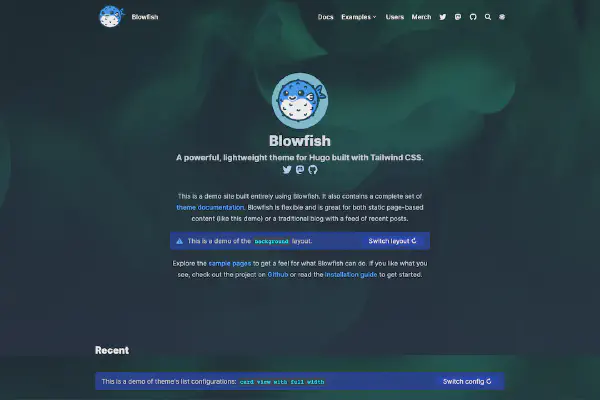 Blowfish
Docs Examples Users Merch
Blowfish
A powerful, lightweight theme for Hugo built with Tailwind CSS.
This is a demo site built entirely using Blowfish. It also contains a complete set of
theme documentation. Blowfish is flexible and is great for both static page-based
content (like this demo) or a traditional blog with a feed of recent posts.
This is a demo of the background layout. Switch layout
Explore the sample pages to get a feel for what Blowfish can do. If you like what you
see, check out the project on Github or read the installation guide to get started.
Recent
This is a demo of theme's list configurations: card view with full width Switch config